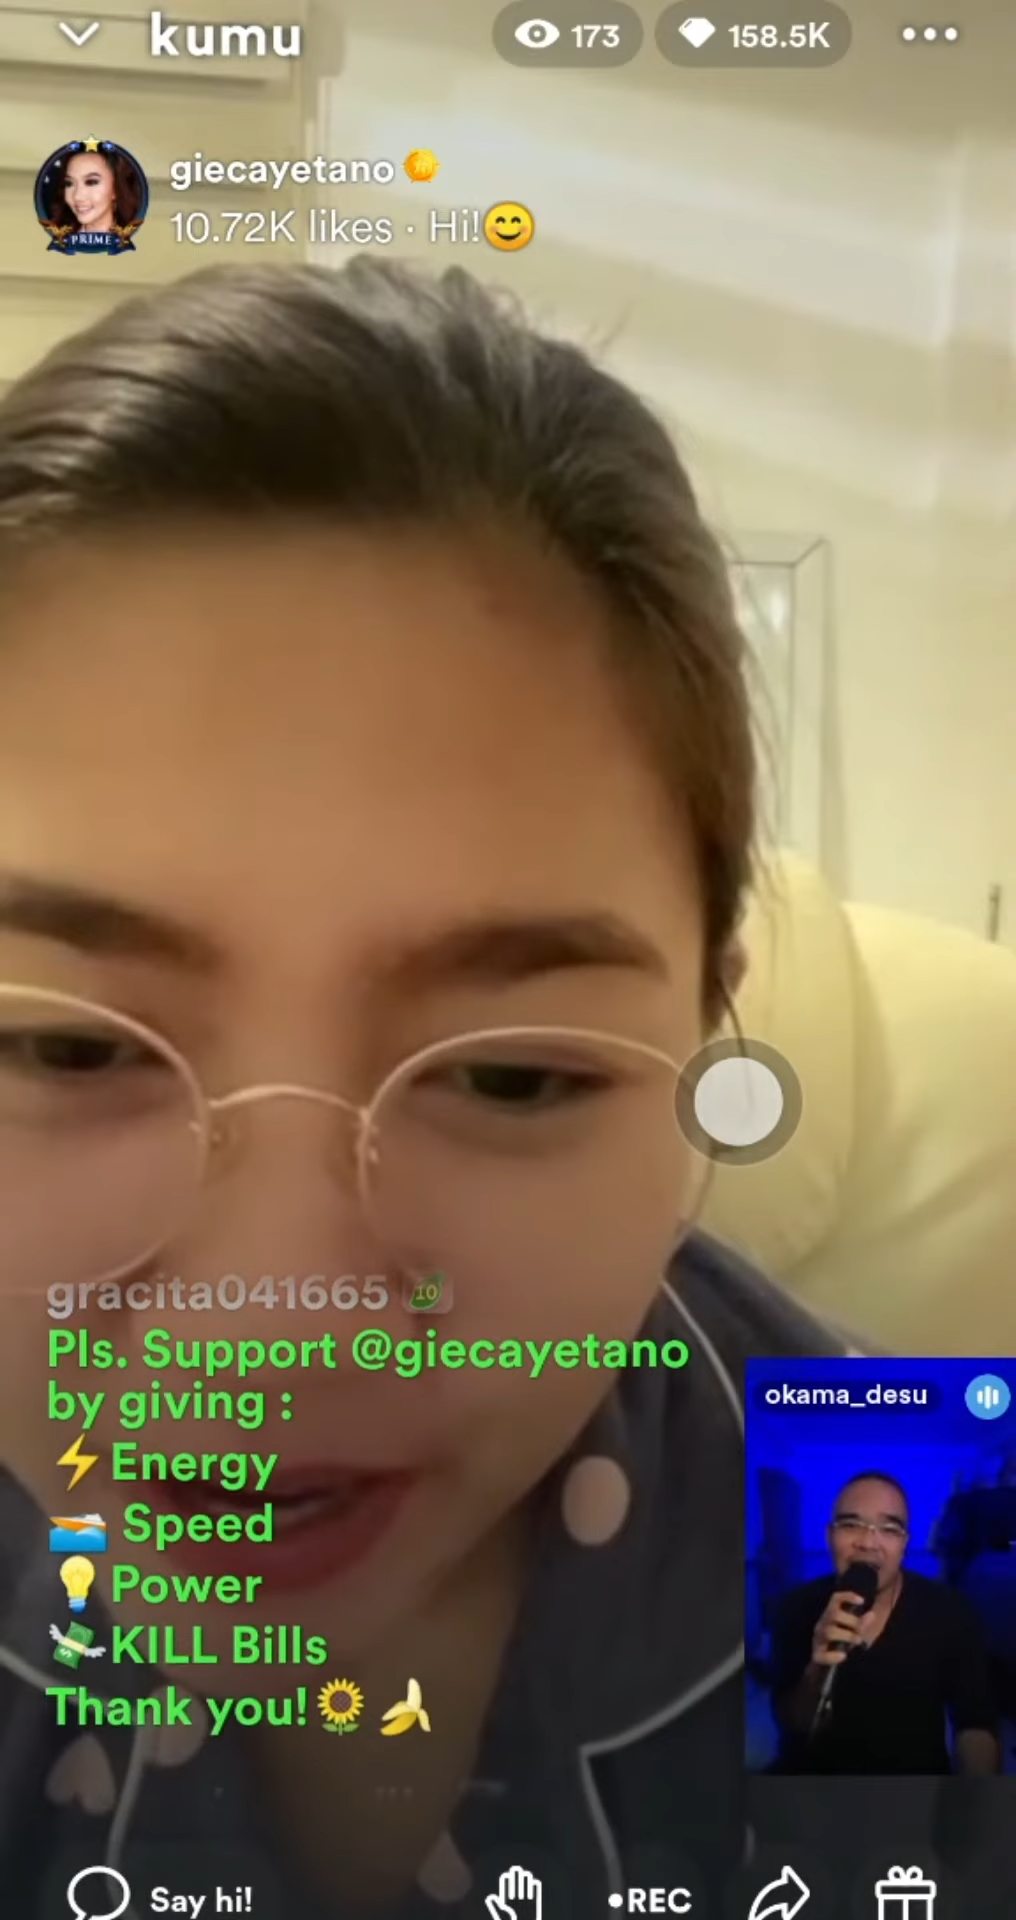 kumu
173
158.5K
giecayetano
10.72K likes · Hi!😊
PRIME
gracita041665 10
Pls. Support @giecayetano
by giving :
⚡Energy
🚤 Speed
💡Power
💸KILL Bills
Thank you!🌻🍌
okama_desu
Say hi!
•REC